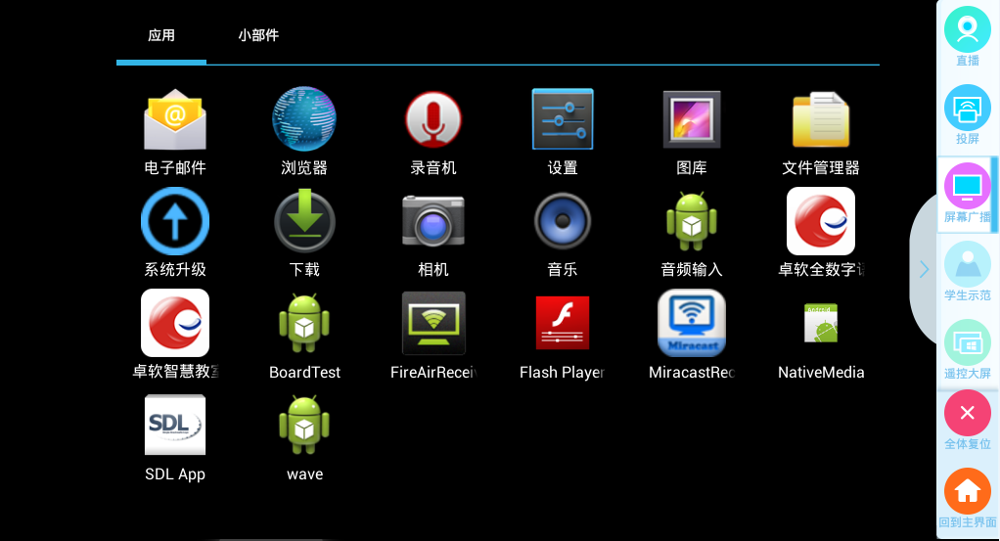 应用 小部件
电子邮件 浏览器 录音机 设置 图库 文件管理器
系统升级 下载 相机 音乐 音频输入 卓软全数字
卓软智慧教 BoardTest FireAirRecei Flash Player MiracastRec NativeMedia
SDL App wave
@
Miracast
Android
SDL
直播
投屏
屏幕广播
学生示范
遥控大屏
全体复位
回到主界面